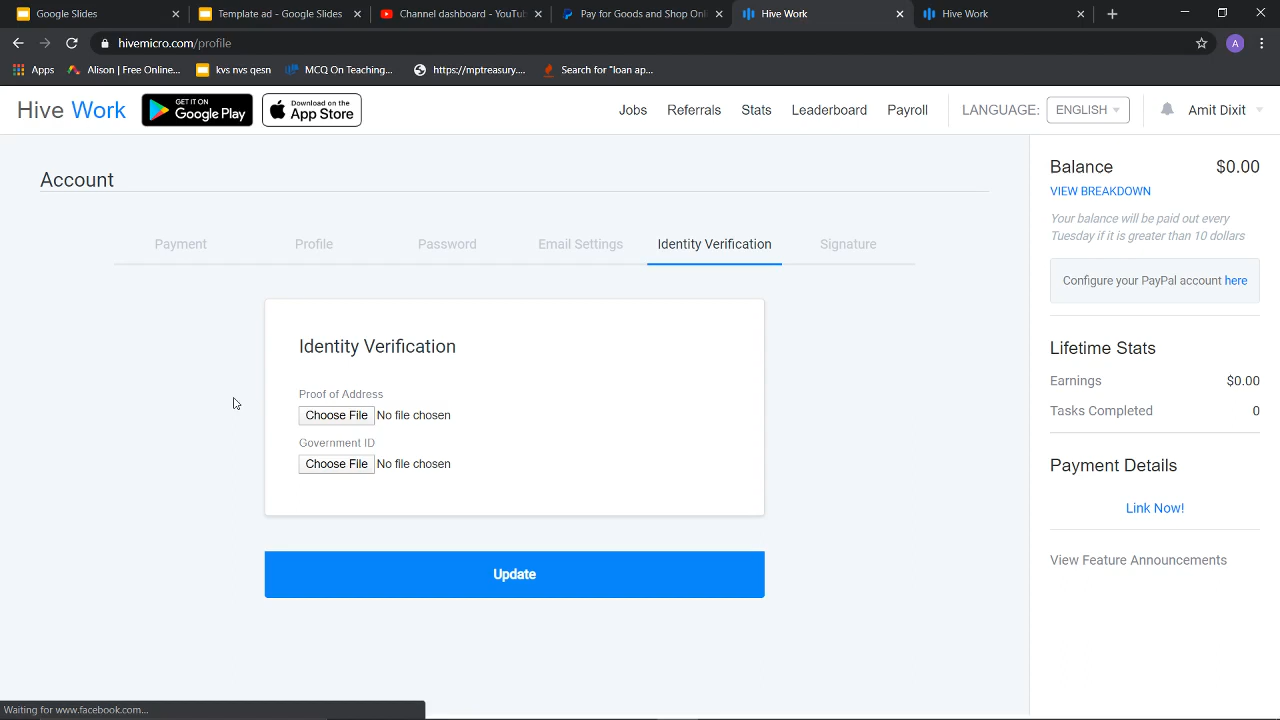 Google Slides
Template ad - Google Slides
Channel dashboard - YouTu
Pay for Goods and Shop Onl
Hive Work
Hive Work
hivemicro.com/profile
A
Apps
Alison | Free Online...
kvs nvs qesn
MCQ On Teaching...
https://mptreasury....
Search for "loan ap...
Hive Work
GET IT ON
Google Play
Download on the
App Store
Jobs
Referrals
Stats
Leaderboard
Payroll
LANGUAGE:
ENGLISH
Amit Dixit
Account
Payment
Profile
Password
Email Settings
Identity Verification
Signature
Identity Verification
Proof of Address
Choose File No file chosen
Government ID
Choose File No file chosen
Update
Balance $0.00
VIEW BREAKDOWN
Your balance will be paid out every
Tuesday if it is greater than 10 dollars
Configure your PayPal account here
Lifetime Stats
Earnings $0.00
Tasks Completed 0
Payment Details
Link Now!
View Feature Announcements
Waiting for www.facebook.com...